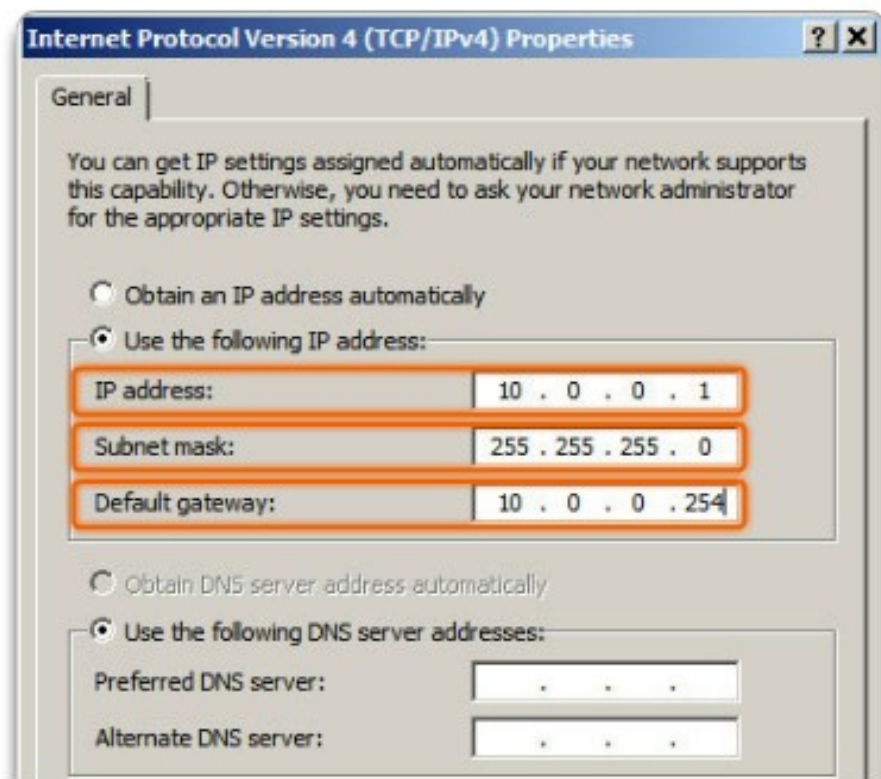 Internet Protocol Version 4 (TCP/IPv4) Properties
General
You can get IP settings assigned automatically if your network supports
this capability. Otherwise, you need to ask your network administrator
for the appropriate IP settings.
Obtain an IP address automatically
Use the following IP address:
IP address: 10 . 0 . 0 . 1
Subnet mask: 255 . 255 . 255 . 0
Default gateway: 10 . 0 . 0 . 254
Obtain DNS server address automatically
Use the following DNS server addresses:
Preferred DNS server: . . .
Alternate DNS server: . . .